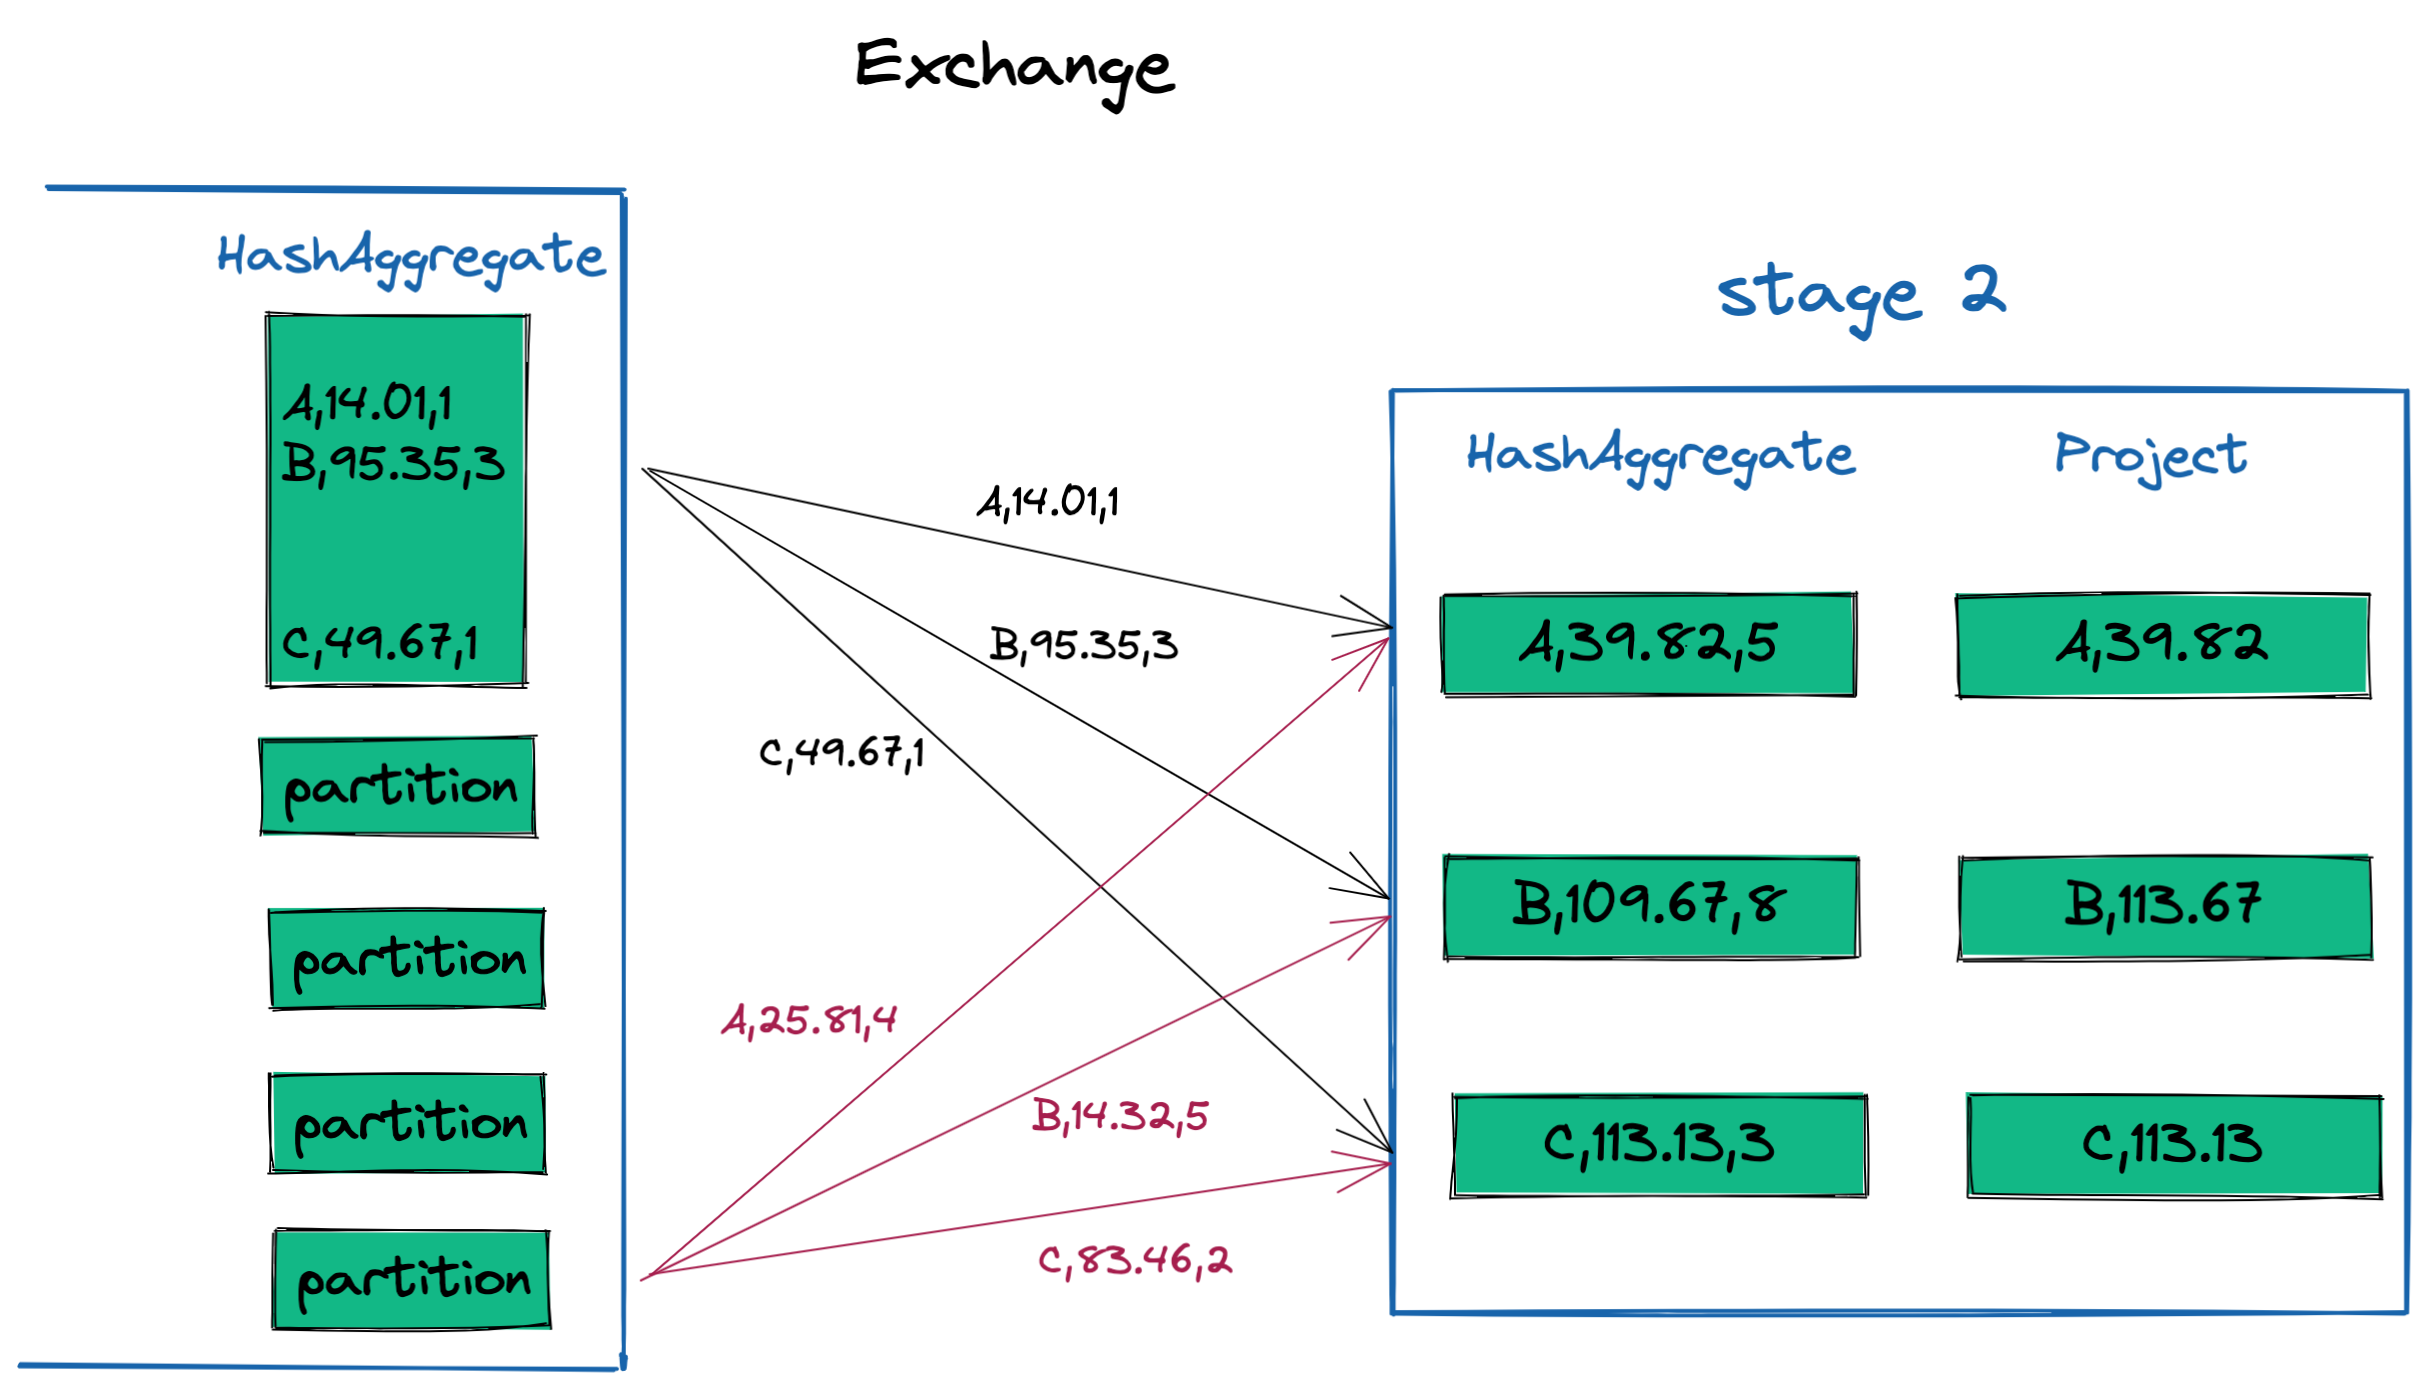 Exchange
HashAggregate
A,14.01,1
B,95.35,3
C,49.67,1
partition
partition
partition
partition
A,14.01,1
B,95.35,3
C,49.67,1
A,25.81,4
B,14.32,5
C,83.46,2
stage 2
HashAggregate
Project
A,39.82,5
A,39.82
B,109.67,8
B,113.67
C,113.13,3
C,113.13